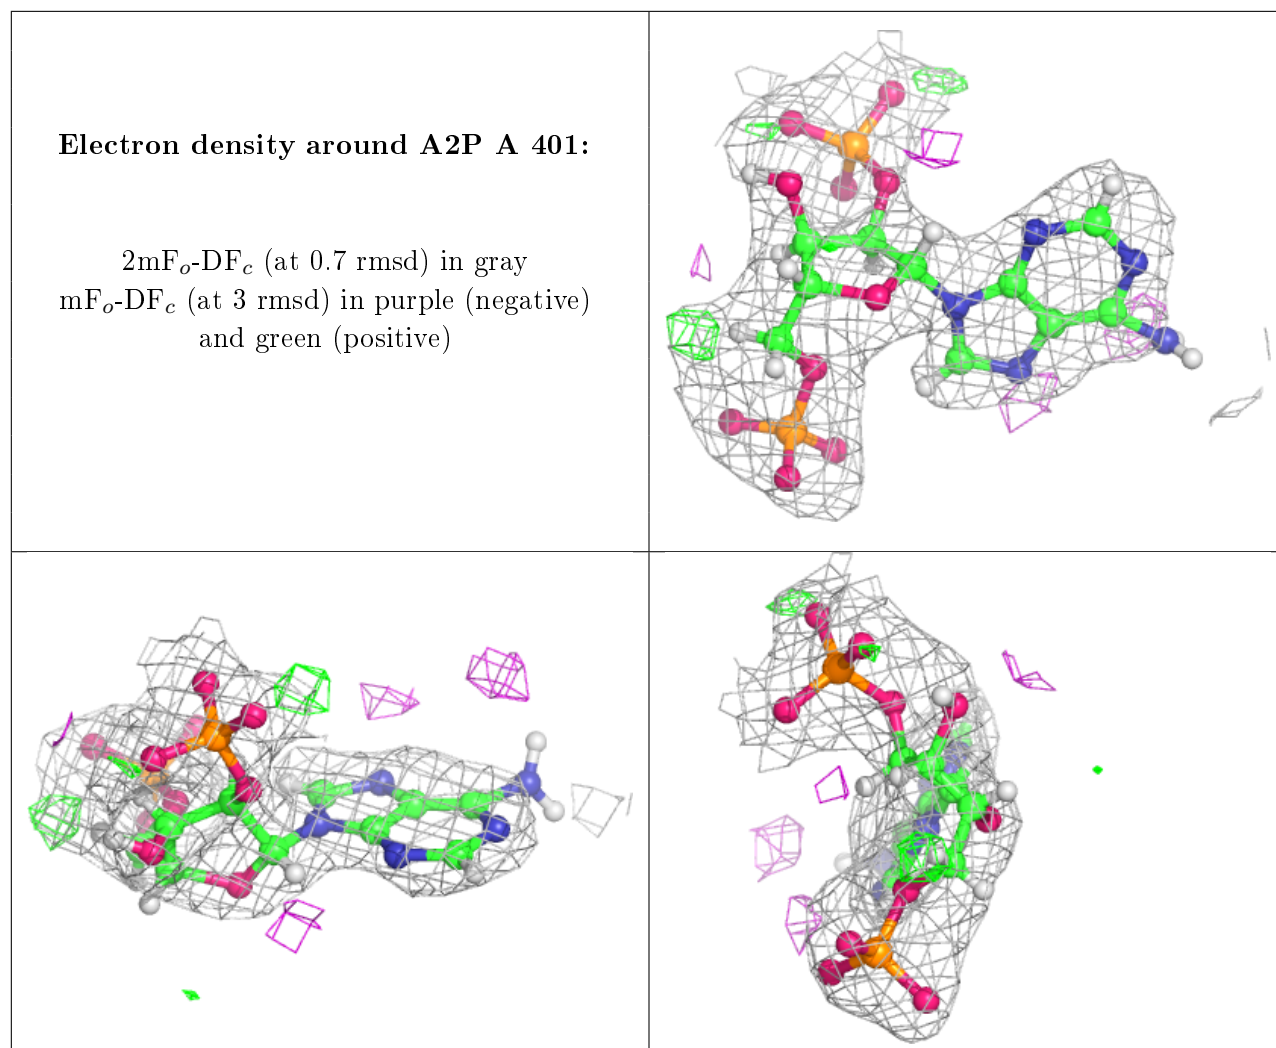 Electron density around A2P A 401:
2mFₒ-DF𝒸 (at 0.7 rmsd) in gray
mFₒ-DF𝒸 (at 3 rmsd) in purple (negative)
and green (positive)